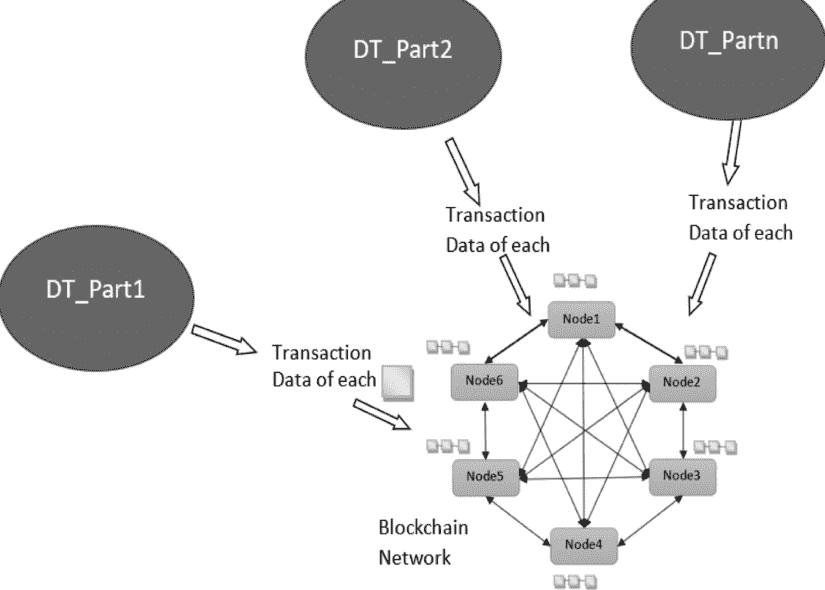 DT_Part2
DT_Partn
Transaction
Data of each
Transaction
Data of each
DT_Part1
Transaction
Data of each
Node1
Node6
Node2
Node5
Node3
Node4
Blockchain
Network